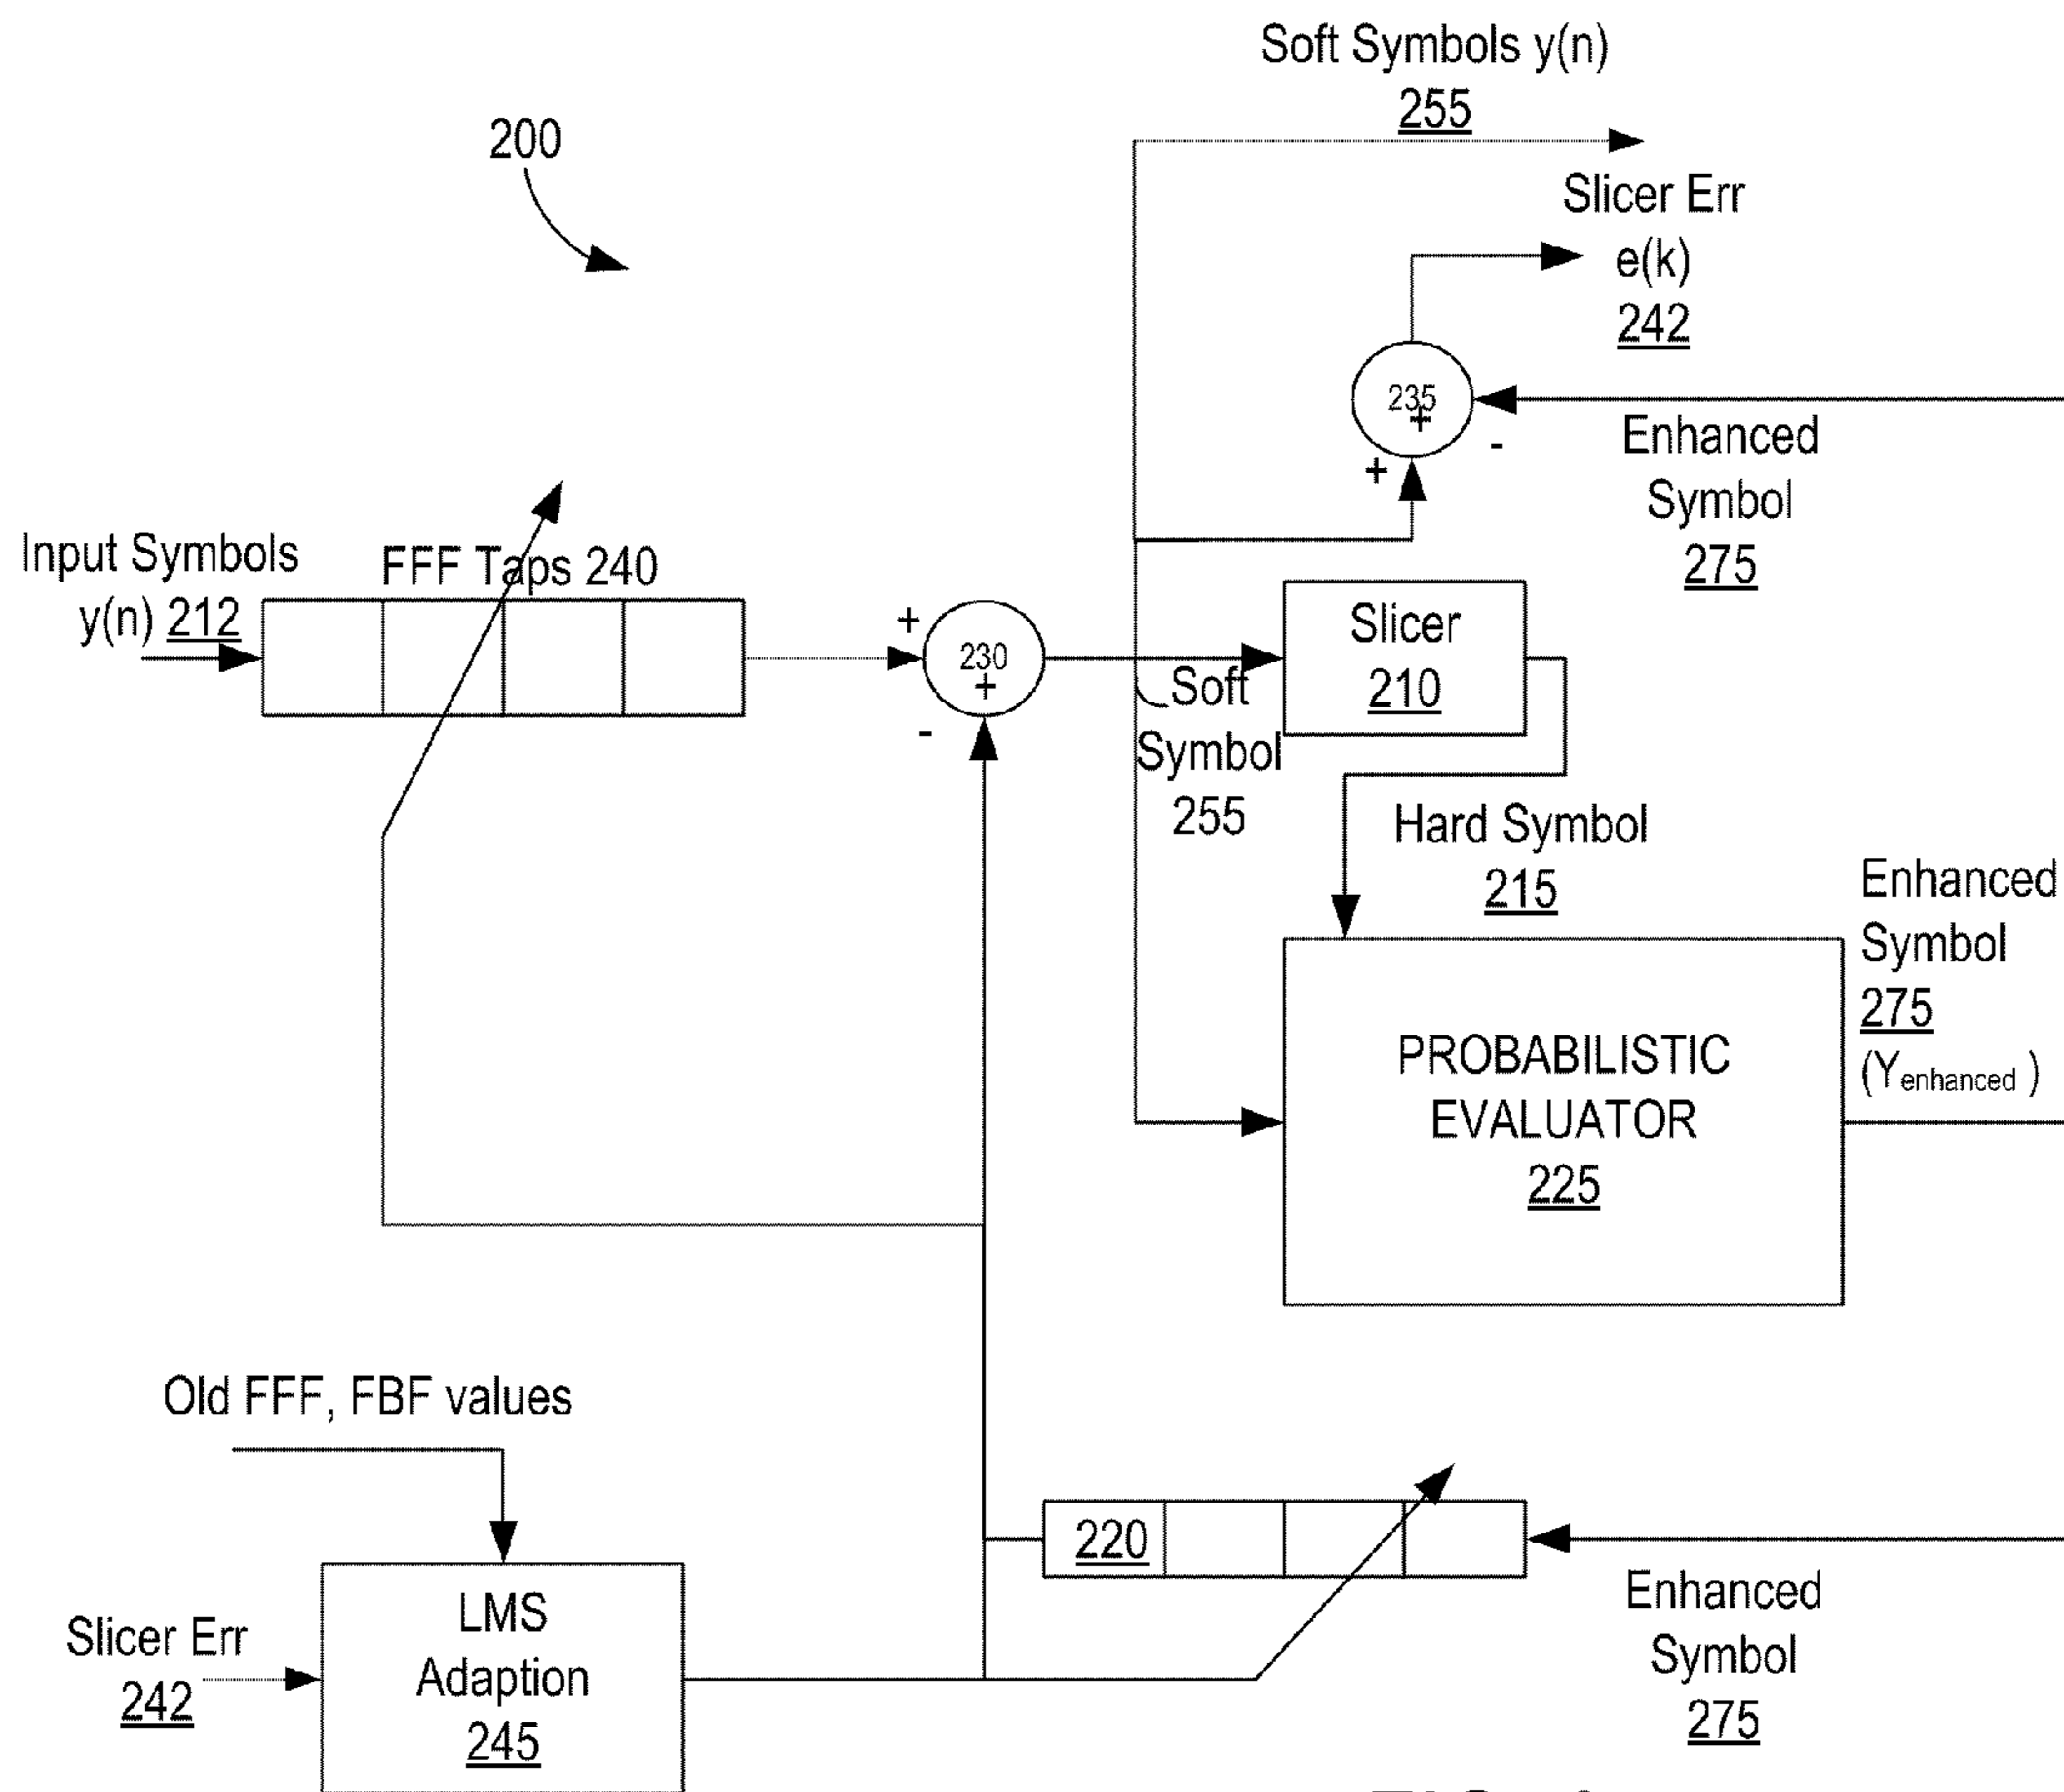 Soft Symbols y(n)
255
200
Slicer Err
e(k)
242
235
+
+
-
Enhanced
Symbol
275
Input Symbols
y(n) 212
FFF Taps 240
+
230
+
-
Soft
Symbol
255
Slicer
210
Hard Symbol
215
Enhanced
Symbol
275
(Yenhanced )
PROBABILISTIC
EVALUATOR
225
Old FFF, FBF values
220
Enhanced
Symbol
275
Slicer Err
242
LMS
Adaption
245